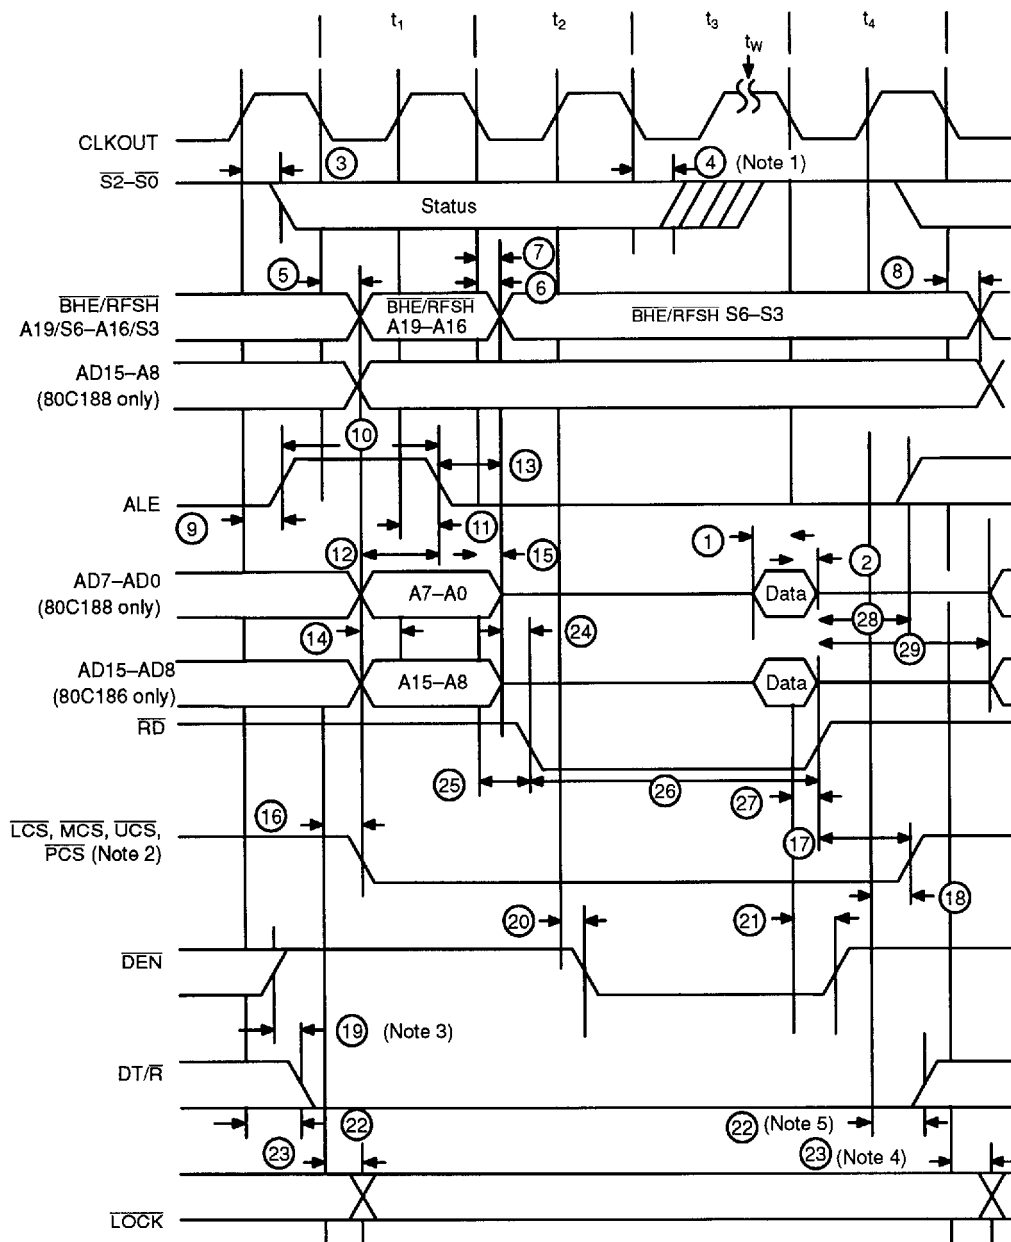 t1 t2 t3 t4
tW
CLKOUT
3 4 (Note 1)
S2–S0
Status
7
5 6 8
BHE/RFSH
A19/S6–A16/S3
BHE/RFSH
A19–A16
BHE/RFSH S6–S3
AD15–A8
(80C188 only)
10
13
ALE
9 11
1
12 15 2
AD7–AD0
(80C188 only)
A7–A0
Data
28
14 24
29
AD15–AD8
(80C186 only)
A15–A8
Data
RD
25 26 27
16
LCS, MCS, UCS,
PCS (Note 2)
17
18
20 21
DEN
19 (Note 3)
DT/R
22 22 (Note 5)
23 23 (Note 4)
LOCK